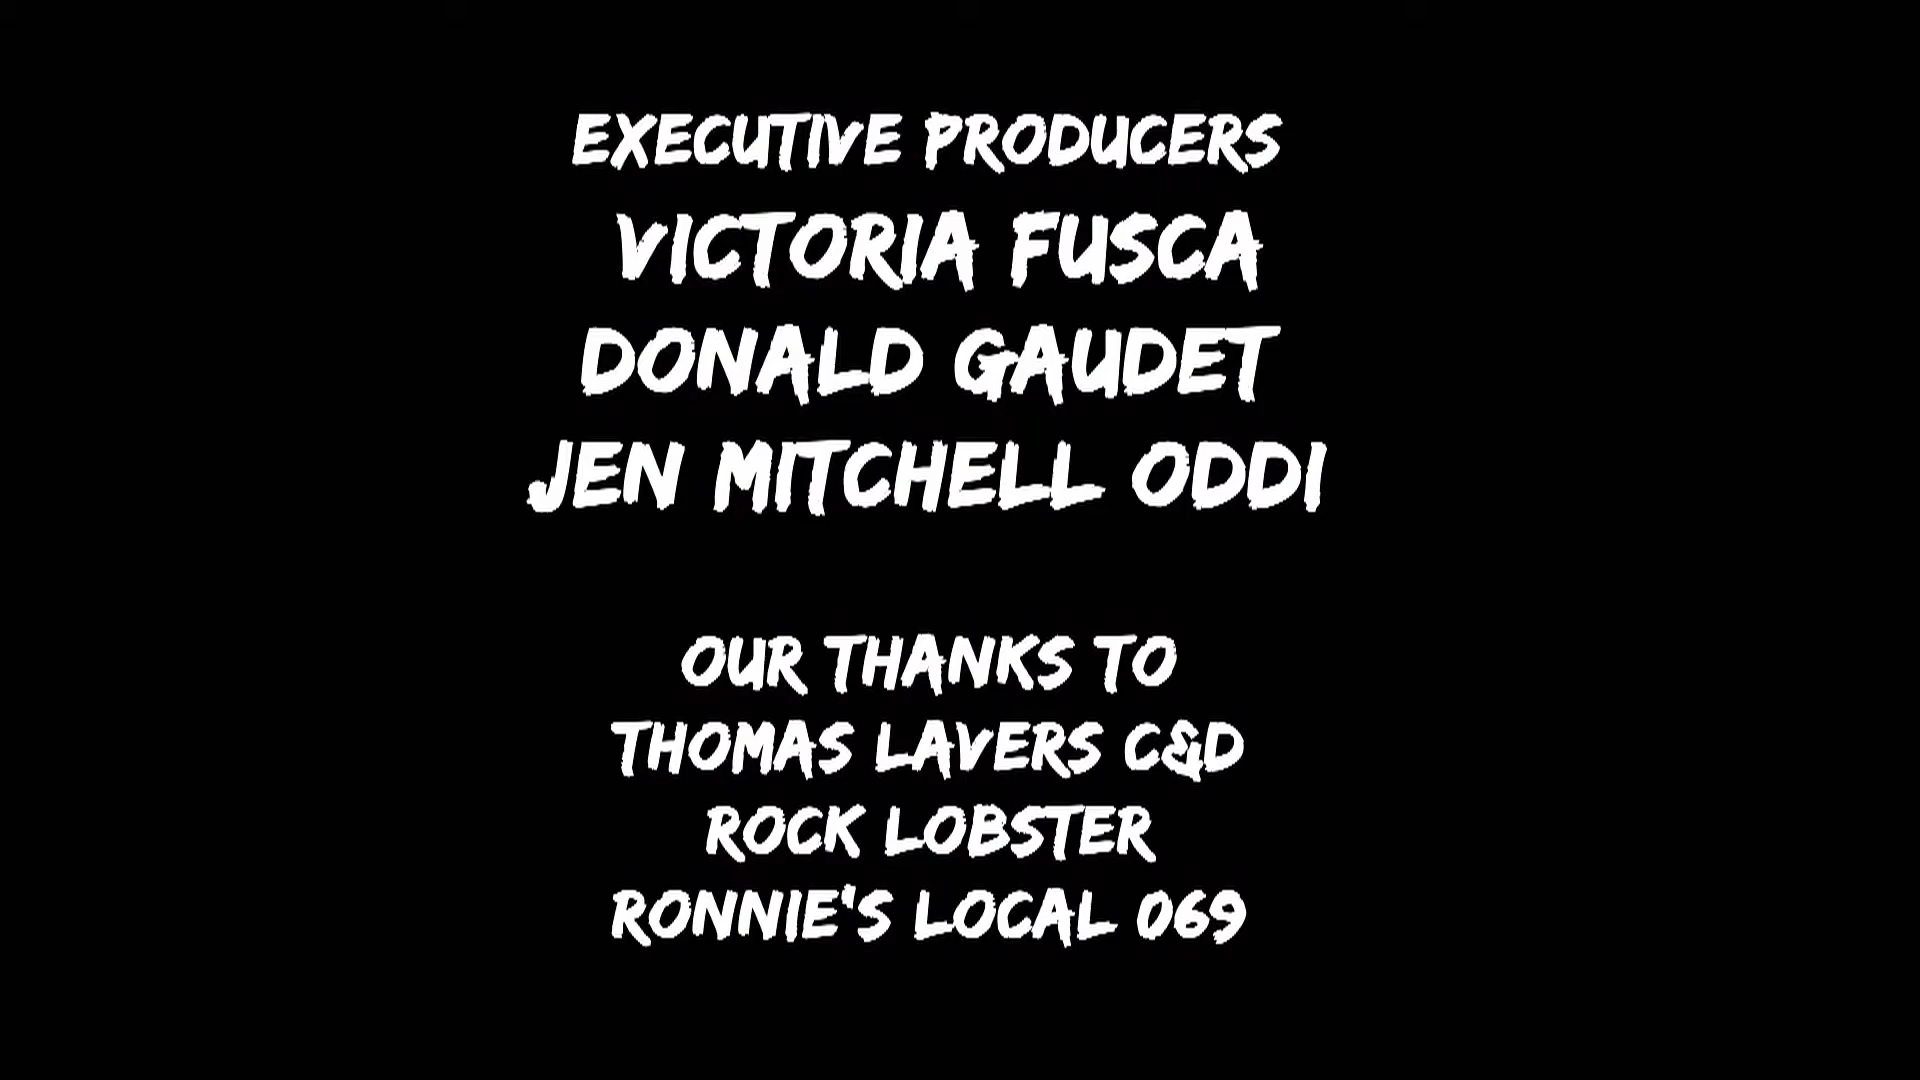 EXECUTIVE PRODUCERS
VICTORIA FUSCA
DONALD GAUDET
JEN MITCHELL ODDI
OUR THANKS TO
THOMAS LAVERS C&D
ROCK LOBSTER
RONNIE'S LOCAL 069